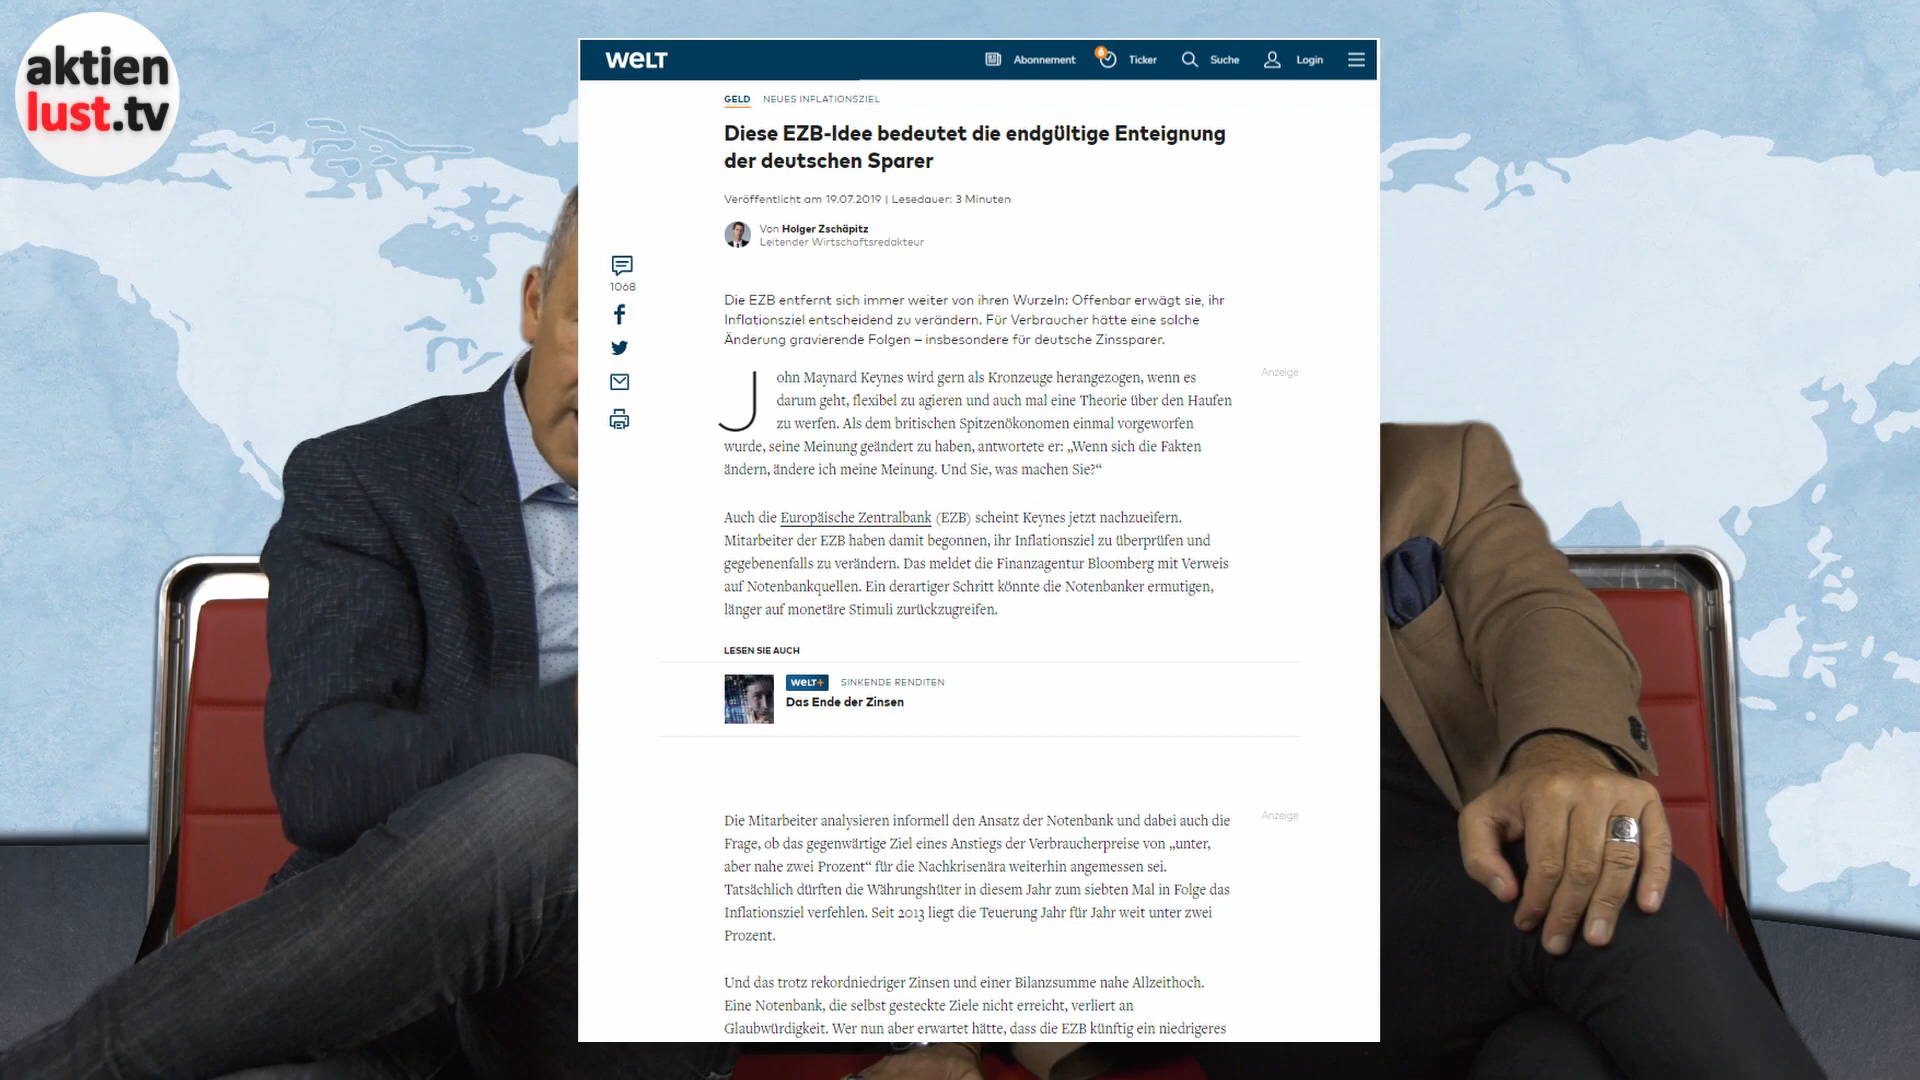 aktien
lust.tv
WELT
Abonnement
6
Ticker
Suche
Login
GELD NEUES INFLATIONSZIEL
Diese EZB-Idee bedeutet die endgültige Enteignung
der deutschen Sparer
Veröffentlicht am 19.07.2019 | Lesedauer: 3 Minuten
Von Holger Zschäpitz
Leitender Wirtschaftsredakteur
1068
Die EZB entfernt sich immer weiter von ihren Wurzeln: Offenbar erwägt sie, ihr
Inflationsziel entscheidend zu verändern. Für Verbraucher hätte eine solche
Änderung gravierende Folgen – insbesondere für deutsche Zinssparer.
Anzeige
John Maynard Keynes wird gern als Kronzeuge herangezogen, wenn es
darum geht, flexibel zu agieren und auch mal eine Theorie über den Haufen
zu werfen. Als dem britischen Spitzenökonomen einmal vorgeworfen
wurde, seine Meinung geändert zu haben, antwortete er: „Wenn sich die Fakten
ändern, ändere ich meine Meinung. Und Sie, was machen Sie?“
Auch die Europäische Zentralbank (EZB) scheint Keynes jetzt nachzueifern.
Mitarbeiter der EZB haben damit begonnen, ihr Inflationsziel zu überprüfen und
gegebenenfalls zu verändern. Das meldet die Finanzagentur Bloomberg mit Verweis
auf Notenbankquellen. Ein derartiger Schritt könnte die Notenbanker ermutigen,
länger auf monetäre Stimuli zurückzugreifen.
LESEN SIE AUCH
WELT+ SINKENDE RENDITEN
Das Ende der Zinsen
Anzeige
Die Mitarbeiter analysieren informell den Ansatz der Notenbank und dabei auch die
Frage, ob das gegenwärtige Ziel eines Anstiegs der Verbraucherpreise von „unter,
aber nahe zwei Prozent“ für die Nachkrisenära weiterhin angemessen sei.
Tatsächlich dürften die Währungshüter in diesem Jahr zum siebten Mal in Folge das
Inflationsziel verfehlen. Seit 2013 liegt die Teuerung Jahr für Jahr weit unter zwei
Prozent.
Und das trotz rekordniedriger Zinsen und einer Bilanzsumme nahe Allzeithoch.
Eine Notenbank, die selbst gesteckte Ziele nicht erreicht, verliert an
Glaubwürdigkeit. Wer nun aber erwartet hätte, dass die EZB künftig ein niedrigeres